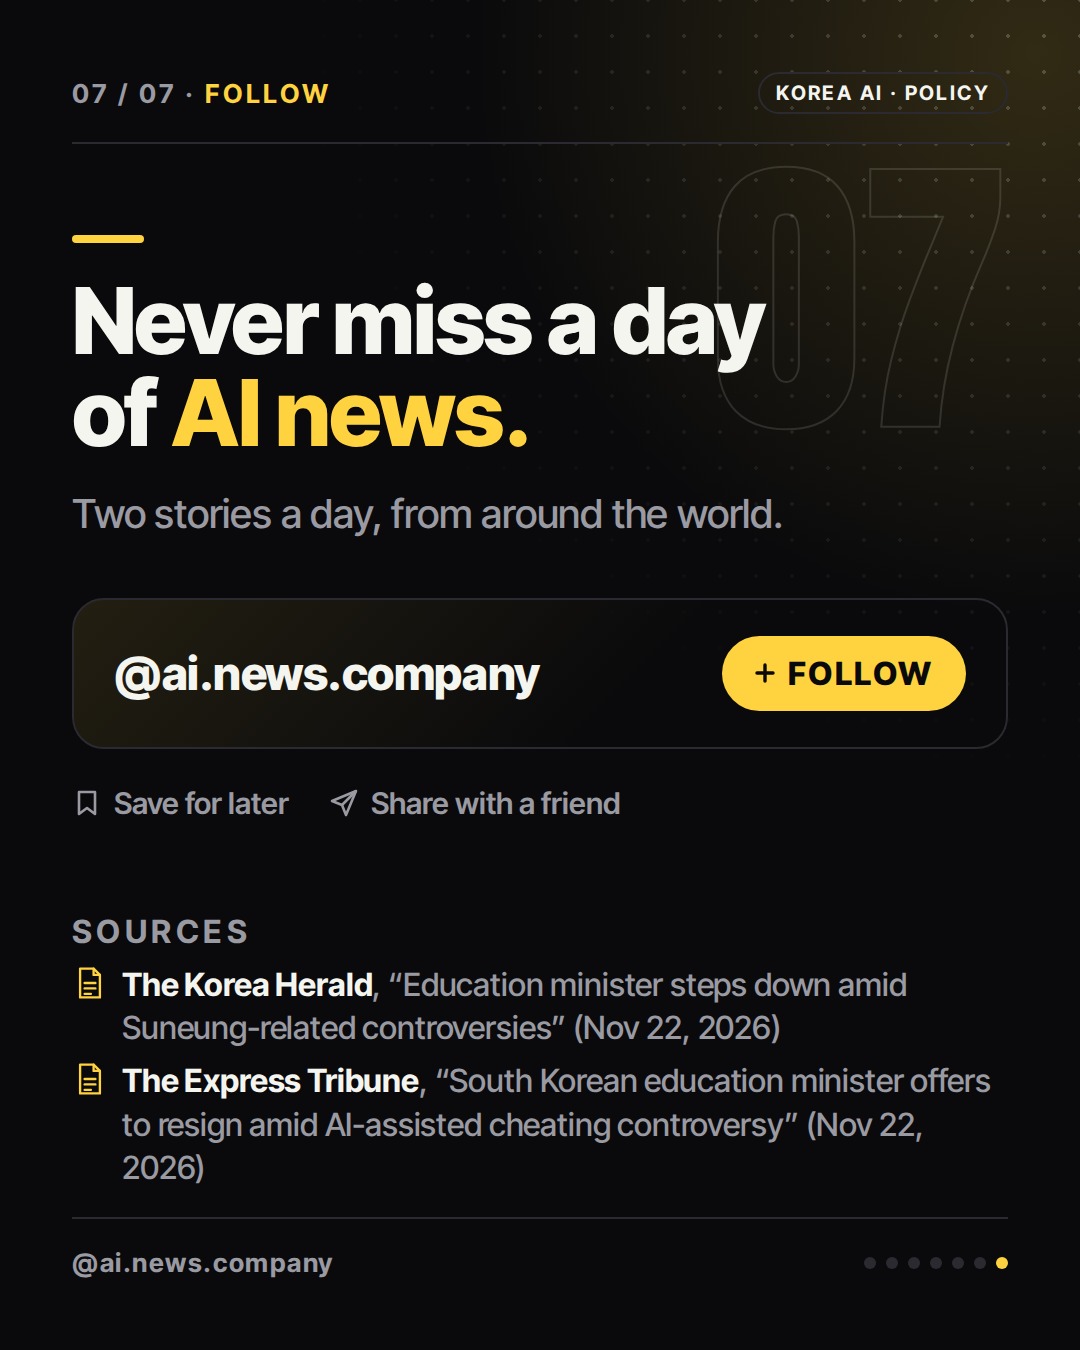 07 / 07 · FOLLOW
KOREA AI · POLICY
07
Never miss a day
of AI news.
Two stories a day, from around the world.
@ai.news.company
+ FOLLOW
Save for later
Share with a friend
SOURCES
The Korea Herald, “Education minister steps down amid
Suneung-related controversies” (Nov 22, 2026)
The Express Tribune, “South Korean education minister offers
to resign amid AI-assisted cheating controversy” (Nov 22,
2026)
@ai.news.company